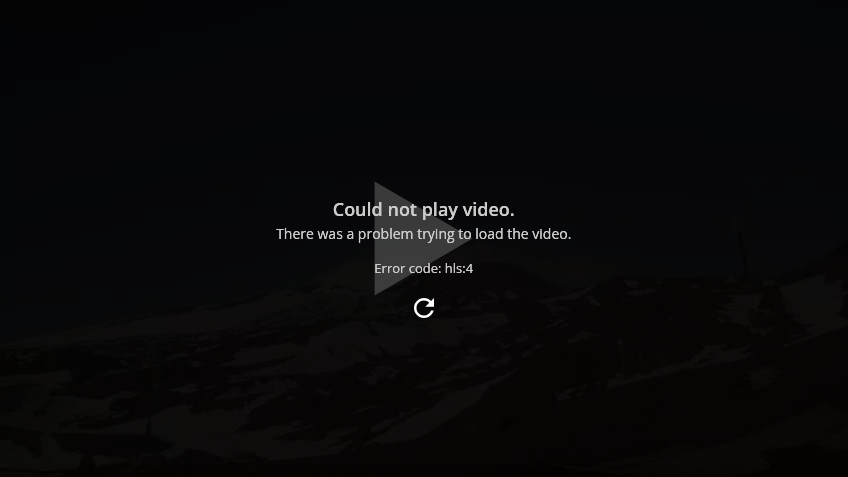 Could not play video.
There was a problem trying to load the video.
Error code: hls:4